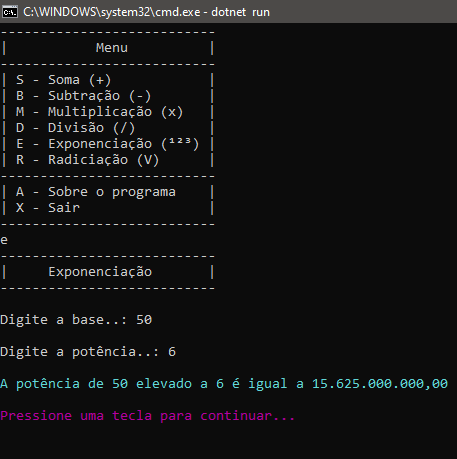 C:\WINDOWS\system32\cmd.exe - dotnet run
---------------------------
|           Menu          |
---------------------------
| S - Soma (+)            |
| B - Subtração (-)       |
| M - Multiplicação (x)   |
| D - Divisão (/)         |
| E - Exponenciação (¹²³) |
| R - Radiciação (V)      |
---------------------------
| A - Sobre o programa    |
| X - Sair                |
---------------------------
e
---------------------------
|     Exponenciação       |
---------------------------
Digite a base..: 50
Digite a potência..: 6
A potência de 50 elevado a 6 é igual a 15.625.000.000,00
Pressione uma tecla para continuar...